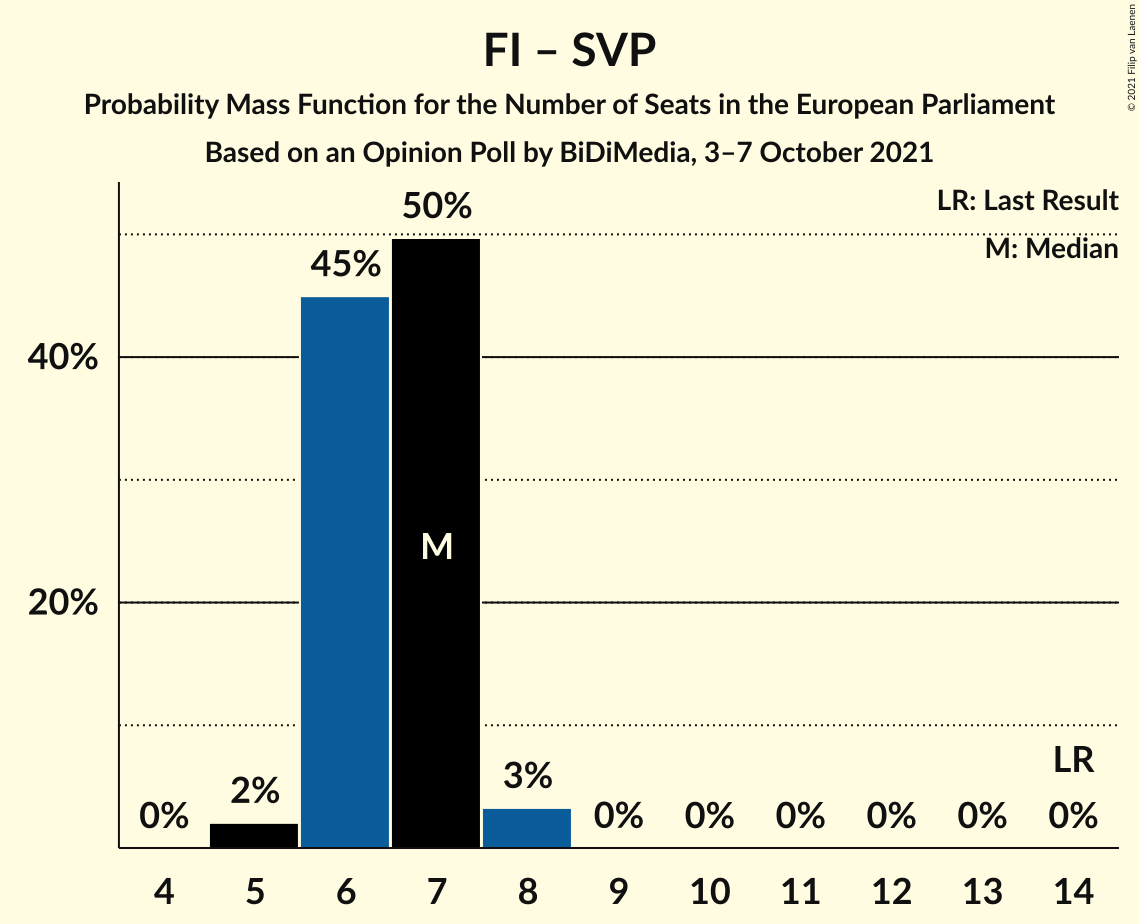 FI – SVP
Probability Mass Function for the Number of Seats in the European Parliament
Based on an Opinion Poll by BiDiMedia, 3–7 October 2021
© 2021 Filip van Laenen
LR: Last Result
M: Median
50%
45%
40%
M
20%
LR
3%
2%
0% 0% 0% 0% 0% 0% 0%
4 5 6 7 8 9 10 11 12 13 14